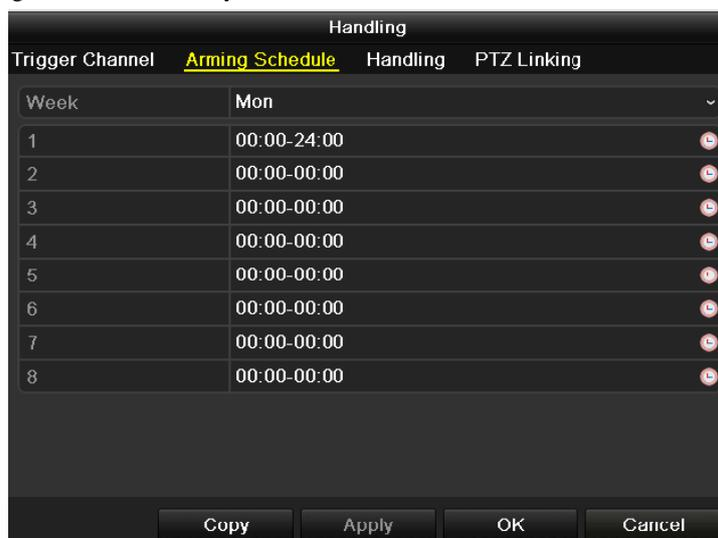 Handling
Trigger Channel Arming Schedule Handling PTZ Linking
Week Mon
1 00:00-24:00
2 00:00-00:00
3 00:00-00:00
4 00:00-00:00
5 00:00-00:00
6 00:00-00:00
7 00:00-00:00
8 00:00-00:00
Copy Apply OK Cancel